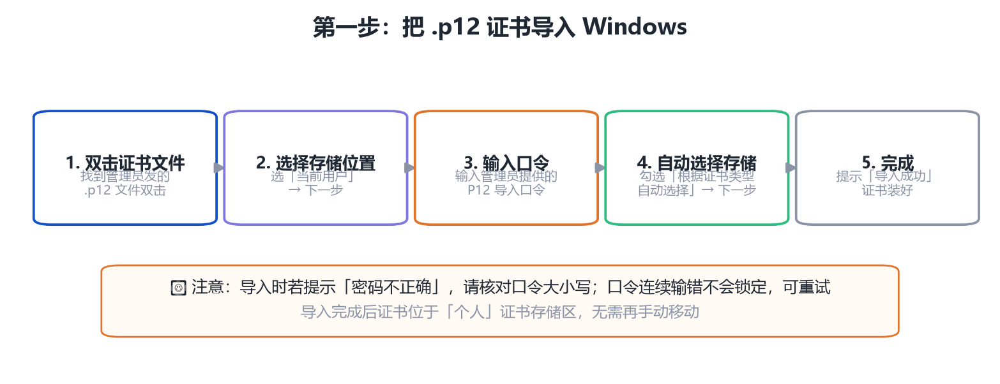 第一步：把 .p12 证书导入 Windows
1. 双击证书文件
找到管理员发的
.p12 文件双击
2. 选择存储位置
选「当前用户」
→ 下一步
3. 输入口令
输入管理员提供的
P12 导入口令
4. 自动选择存储
勾选「根据证书类型
自动选择」→ 下一步
5. 完成
提示「导入成功」
证书装好
注意：导入时若提示「密码不正确」，请核对口令大小写；口令连续输错不会锁定，可重试
导入完成后证书位于「个人」证书存储区，无需再手动移动